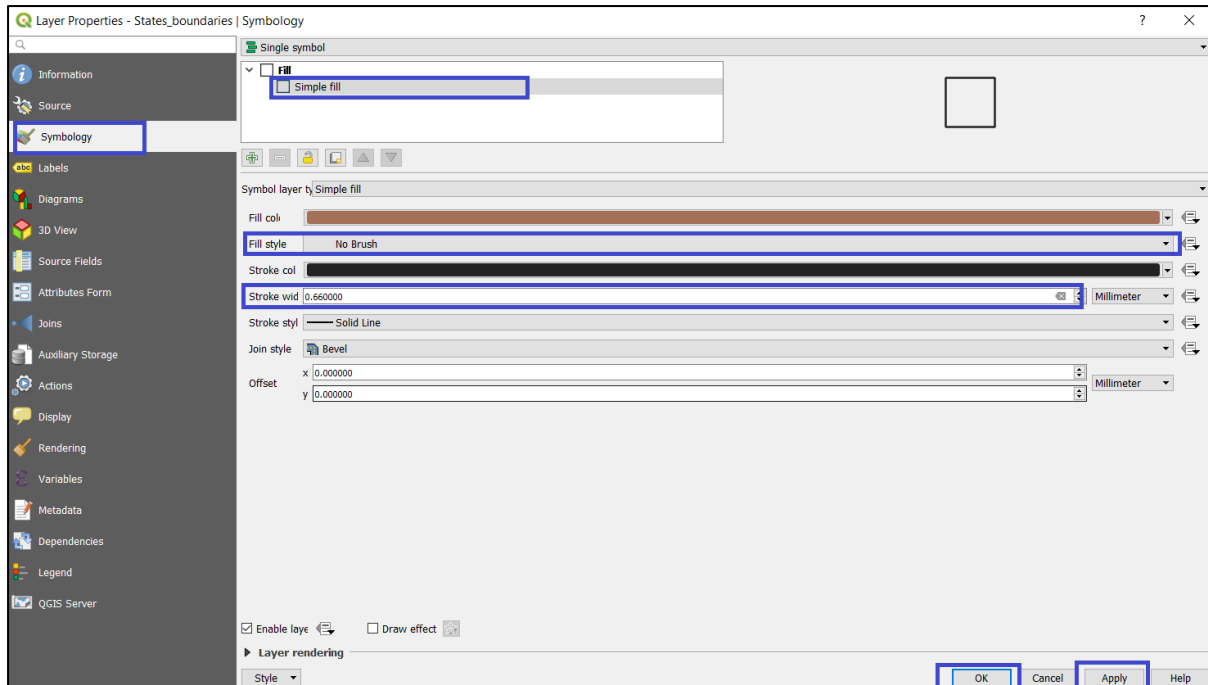 Layer Properties - States_boundaries | Symbology ? ×
Information
Source
Symbology
abc Labels
Diagrams
3D View
Source Fields
Attributes Form
Joins
Auxiliary Storage
Actions
Display
Rendering
Variables
Metadata
Dependencies
Legend
QGIS Server
Single symbol
Fill
Simple fill
Symbol layer ty Simple fill
Fill col
Fill style No Brush
Stroke col
Stroke wid 0.660000 Millimeter
Stroke styl Solid Line
Join style Bevel
Offset x 0.000000 Millimeter
y 0.000000
Enable laye Draw effect
Layer rendering
Style OK Cancel Apply Help